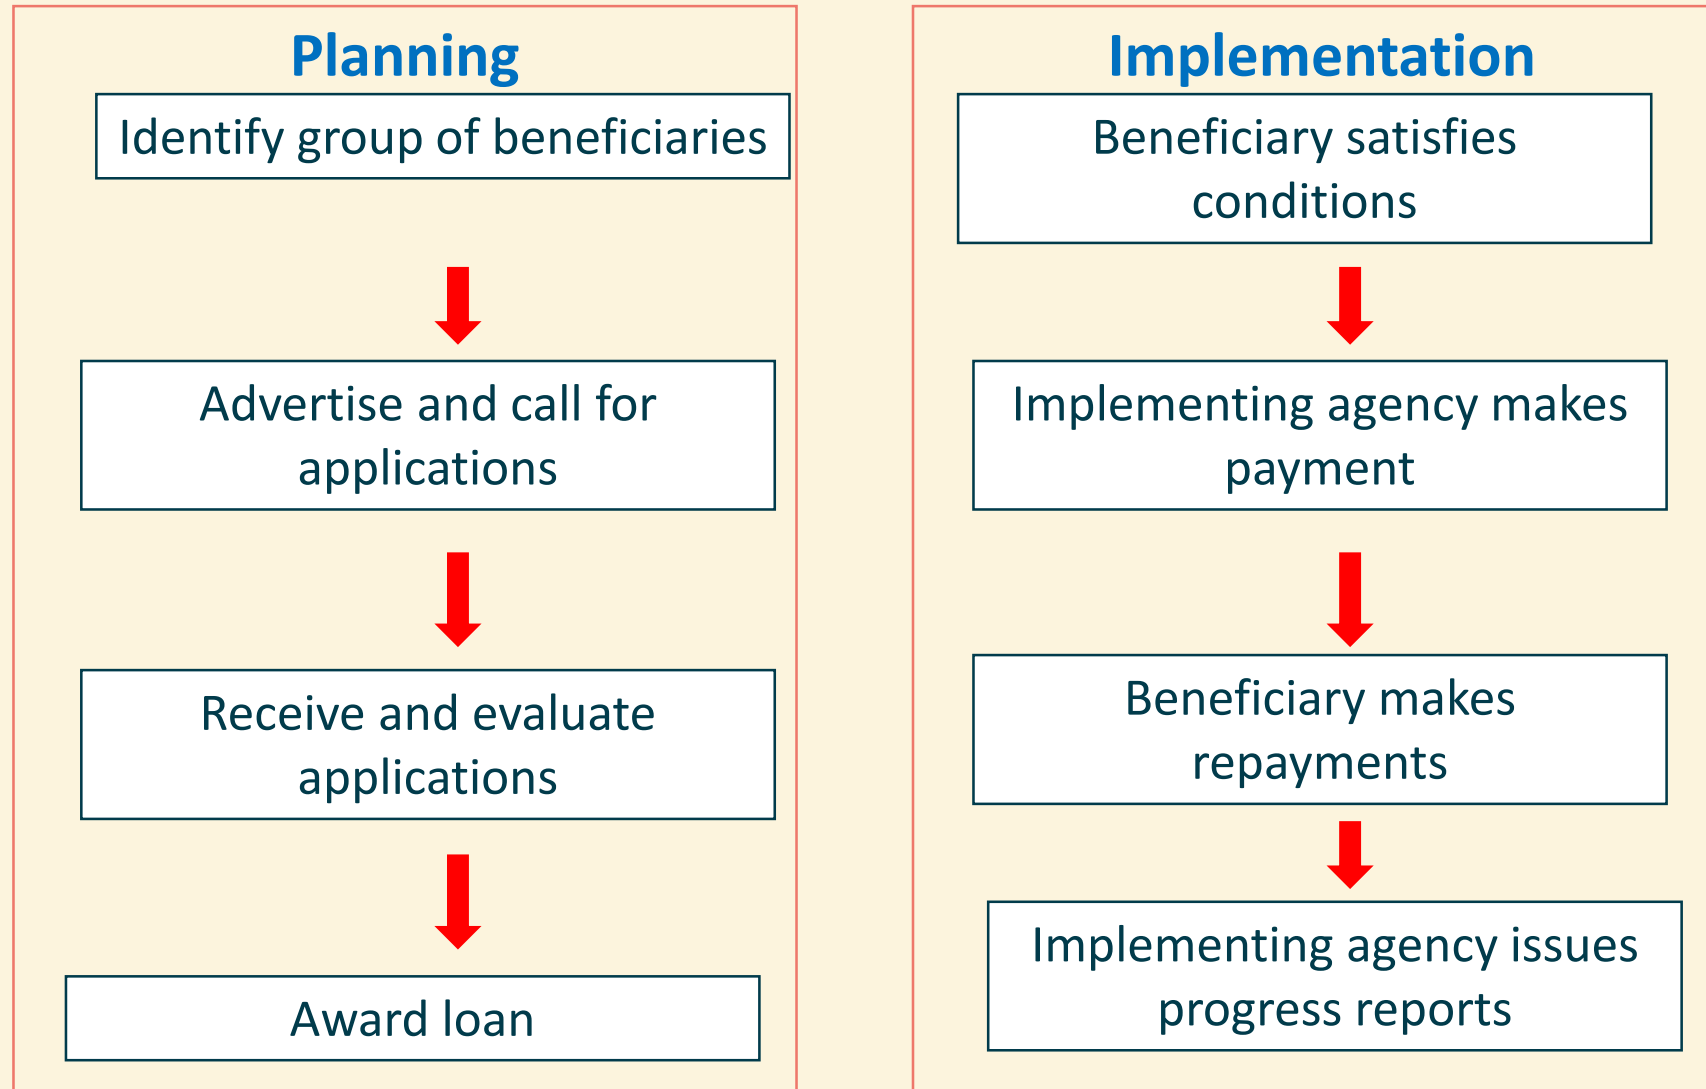 Planning
Identify group of beneficiaries
Advertise and call for
applications
Receive and evaluate
applications
Award loan
Implementation
Beneficiary satisfies
conditions
Implementing agency makes
payment
Beneficiary makes
repayments
Implementing agency issues
progress reports